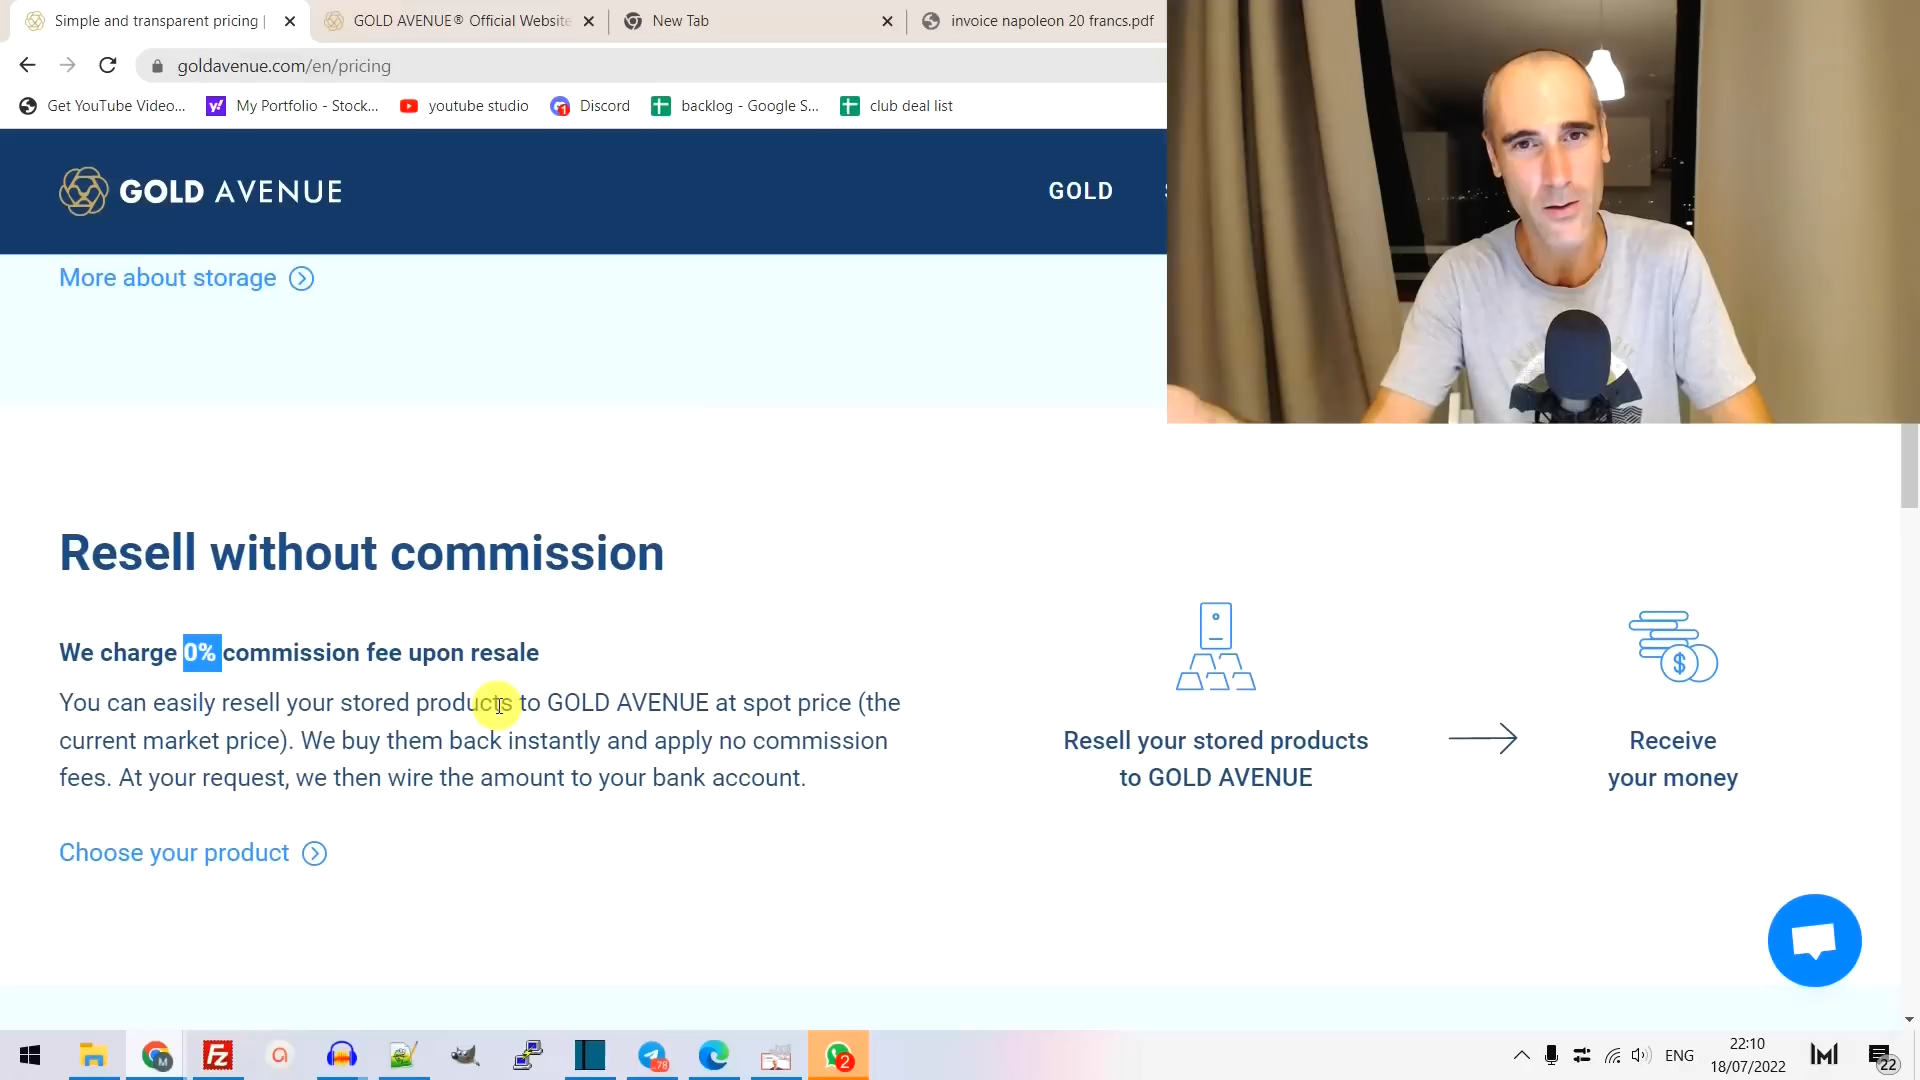 Simple and transparent pricing |
GOLD AVENUE® Official Website
New Tab
invoice napoleon 20 francs.pdf
goldavenue.com/en/pricing
Get YouTube Video...
My Portfolio - Stock...
youtube studio
Discord
backlog - Google S...
club deal list
GOLD AVENUE
GOLD
More about storage
Resell without commission
We charge 0% commission fee upon resale
You can easily resell your stored products to GOLD AVENUE at spot price (the
current market price). We buy them back instantly and apply no commission
fees. At your request, we then wire the amount to your bank account.
Choose your product
Resell your stored products
to GOLD AVENUE
Receive
your money
78
2
ENG
22:10
18/07/2022
22